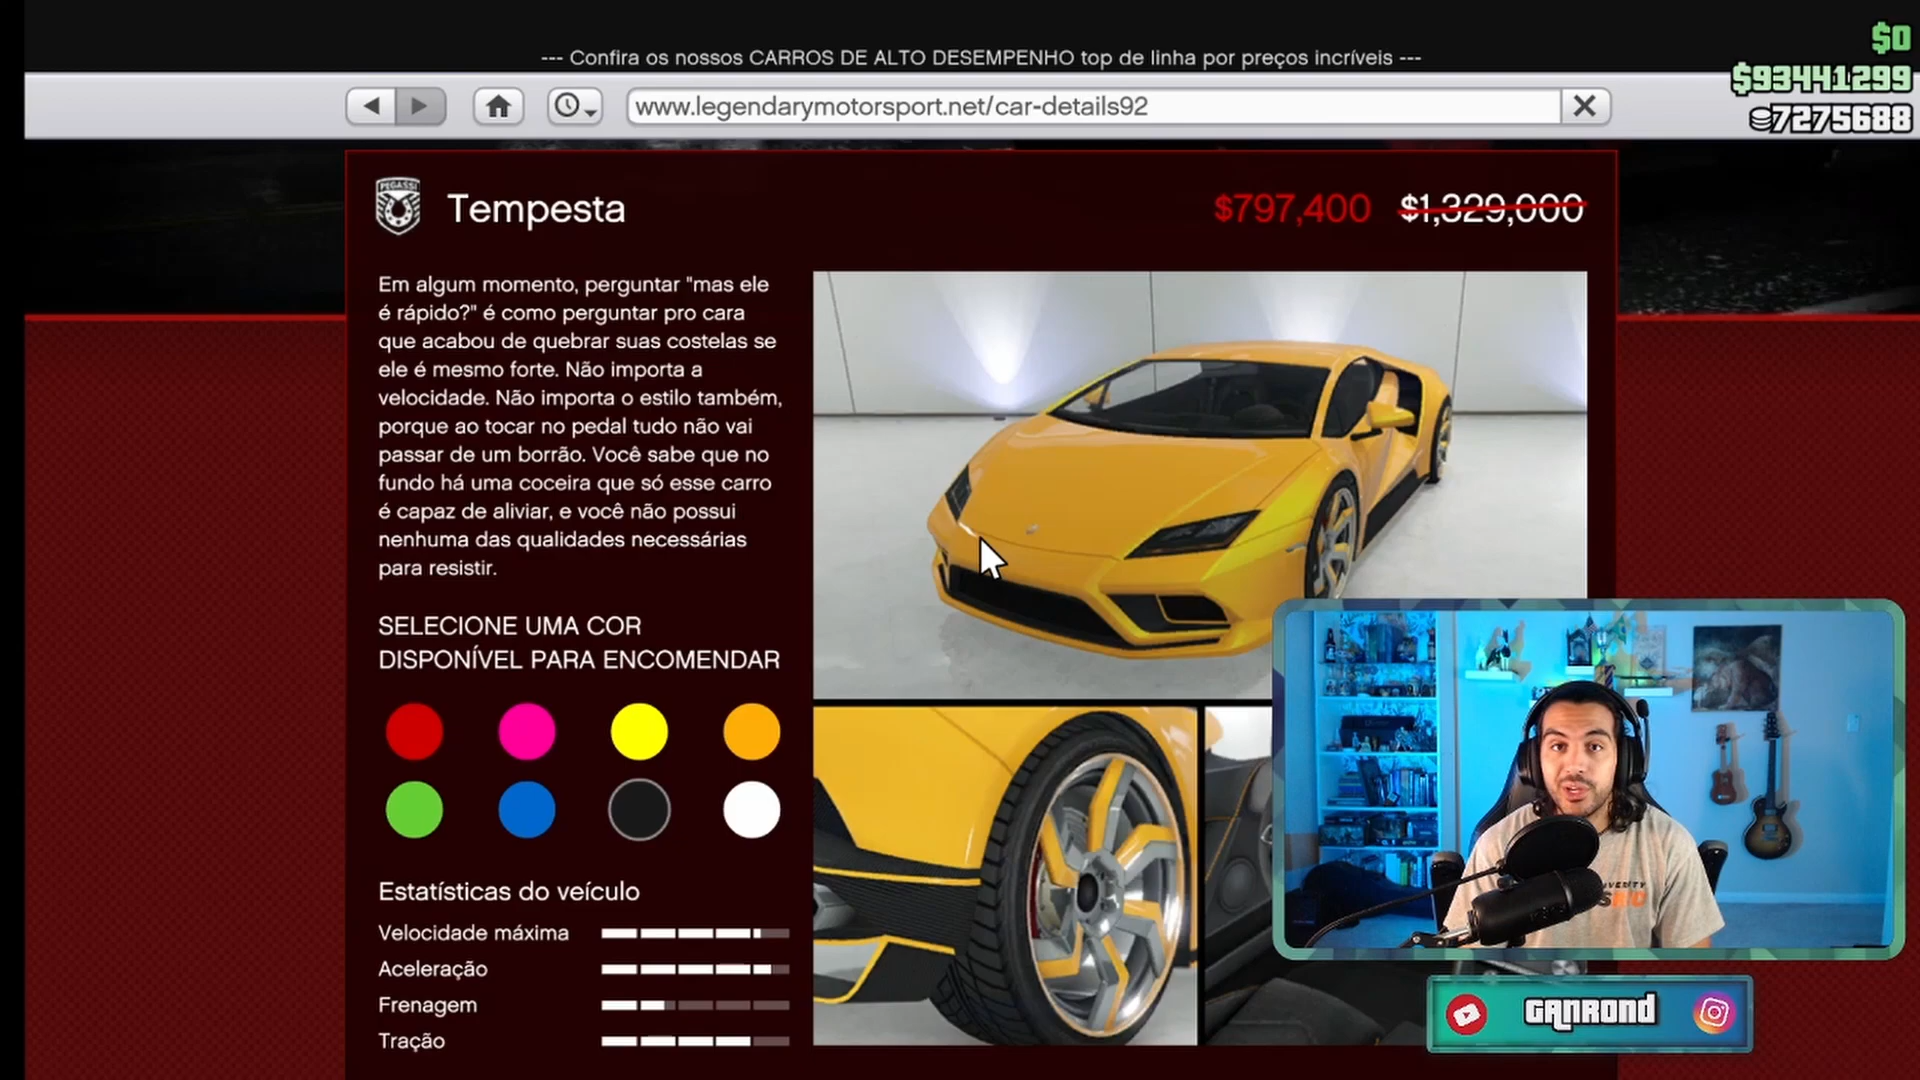 $0
--- Confira os nossos CARROS DE ALTO DESEMPENHO top de linha por preços incríveis ---
$93441299
www.legendarymotorsport.net/car-details92
7275688
PEGASSI
Tempesta
$797,400 $1,329,000
Em algum momento, perguntar "mas ele
é rápido?" é como perguntar pro cara
que acabou de quebrar suas costelas se
ele é mesmo forte. Não importa a
velocidade. Não importa o estilo também,
porque ao tocar no pedal tudo não vai
passar de um borrão. Você sabe que no
fundo há uma coceira que só esse carro
é capaz de aliviar, e você não possui
nenhuma das qualidades necessárias
para resistir.
SELECIONE UMA COR
DISPONÍVEL PARA ENCOMENDAR
Estatísticas do veículo
Velocidade máxima
Aceleração
Frenagem
Tração
GANROND